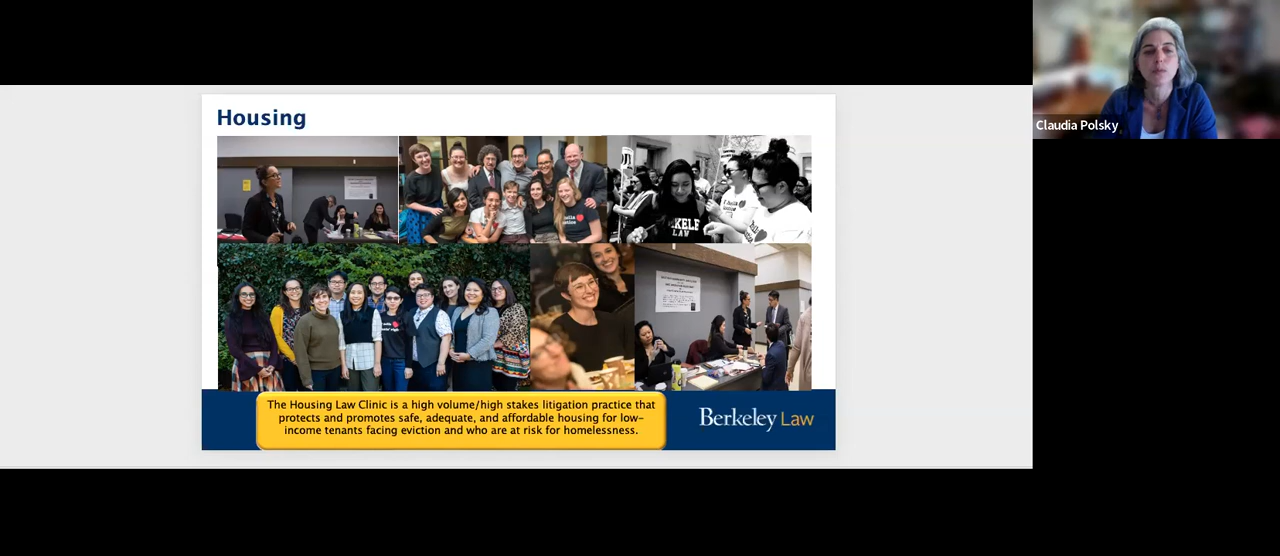 Claudia Polsky
Housing
KELE
LAW
The Housing Law Clinic is a high volume/high stakes litigation practice that
protects and promotes safe, adequate, and affordable housing for low-
income tenants facing eviction and who are at risk for homelessness.
Berkeley Law